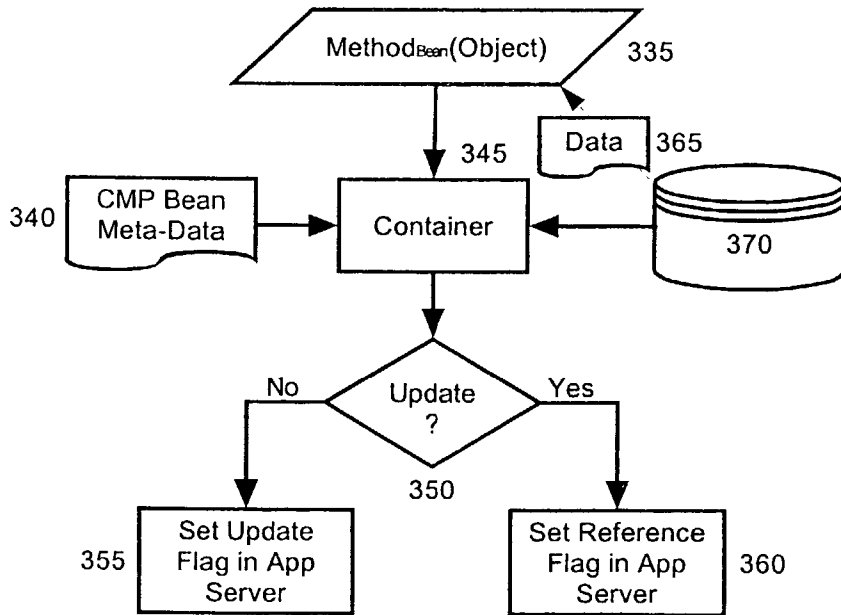 MethodBean(Object)
335
Data
365
345
340
CMP Bean
Meta-Data
Container
370
No
Update
?
Yes
350
355
Set Update
Flag in App
Server
Set Reference
Flag in App
Server
360